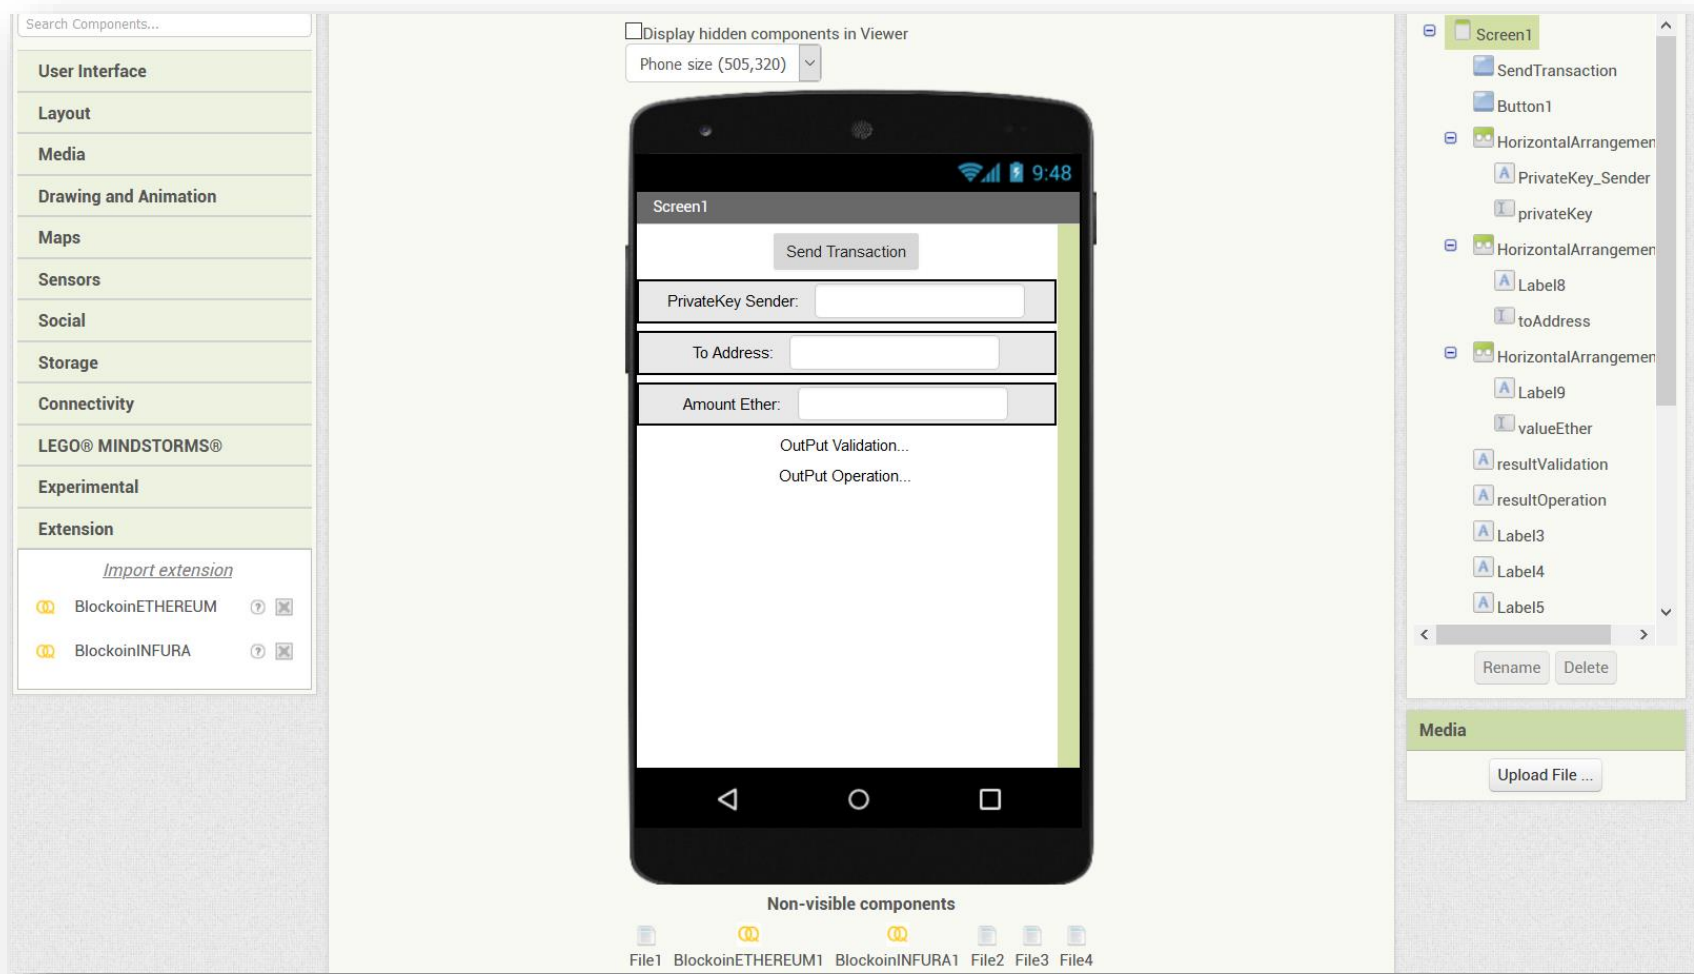 Search Components...
User Interface
Layout
Media
Drawing and Animation
Maps
Sensors
Social
Storage
Connectivity
LEGO® MINDSTORMS®
Experimental
Extension
Import extension
BlockoinETHEREUM
BlockoinINFURA
Display hidden components in Viewer
Phone size (505,320)
9:48
Screen1
Send Transaction
PrivateKey Sender:
To Address:
Amount Ether:
OutPut Validation...
OutPut Operation...
Non-visible components
File1 BlockoinETHEREUM1 BlockoinINFURA1 File2 File3 File4
Screen1
SendTransaction
Button1
HorizontalArrangemen
PrivateKey_Sender
privateKey
HorizontalArrangemen
Label8
toAddress
HorizontalArrangemen
Label9
valueEther
resultValidation
resultOperation
Label3
Label4
Label5
Rename Delete
Media
Upload File ...